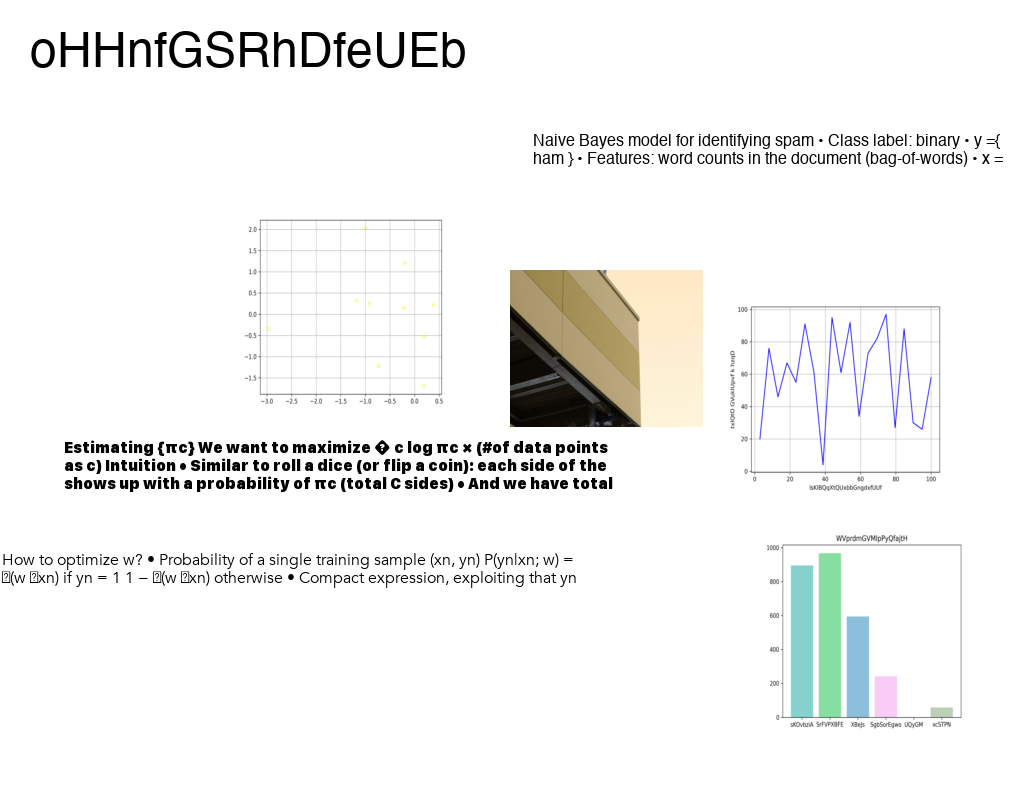 oHHnfGSRhDfeUEb
Naive Bayes model for identifying spam • Class label: binary • y ={
ham } • Features: word counts in the document (bag-of-words) • x =
2.0
1.5
1.0
0.5
0.0
−0.5
−1.0
−1.5
−3.0 −2.5 −2.0 −1.5 −1.0 −0.5 0.0 0.5
100
80
60
40
20
0
0 20 40 60 80 100
Estimating {πc} We want to maximize � c log πc × (#of data points
as c) Intuition • Similar to roll a dice (or flip a coin): each side of the
shows up with a probability of πc (total C sides) • And we have total
How to optimize w? • Probability of a single training sample (xn, yn) P(yn|xn; w) =
(w xn) if yn = 1 1 − (w xn) otherwise • Compact expression, exploiting that yn
WVprdmGVMIpPyQfajtH
1000
800
600
400
200
0
sKOvbzIA SrFVPXBFE XBejs SgbSorEgwo UQyGM xcSTPN